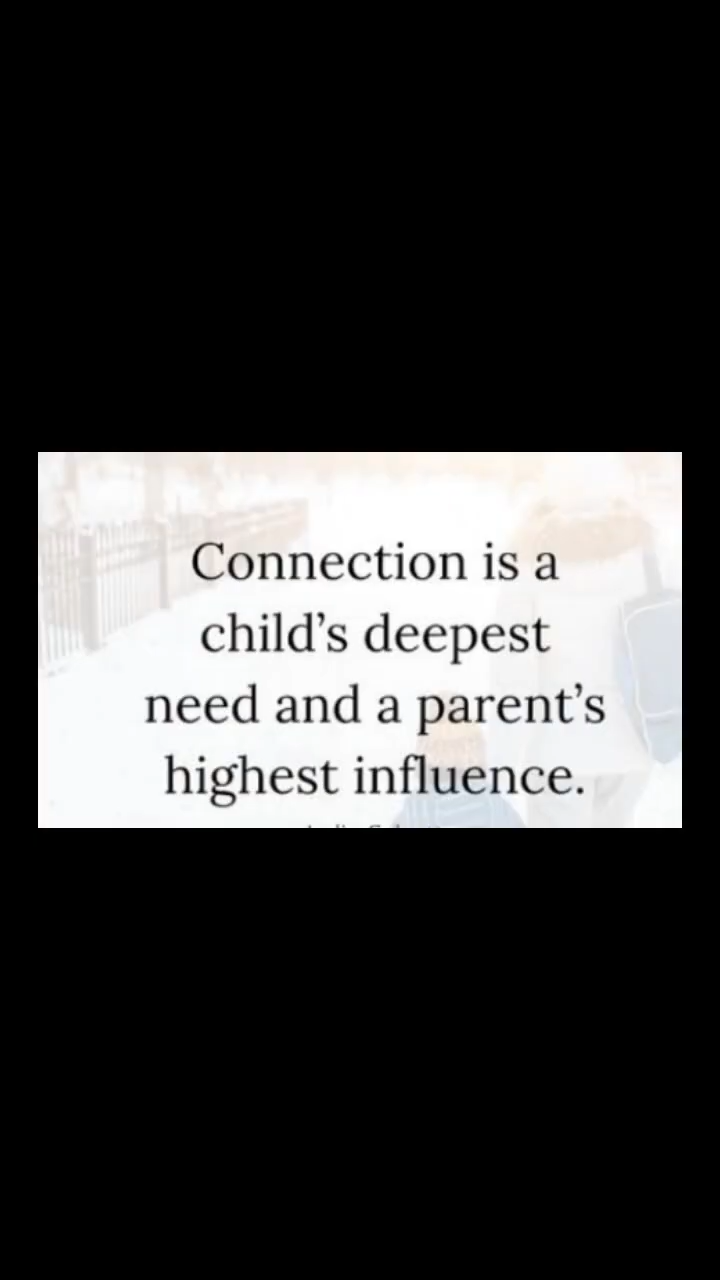 Connection is a
child’s deepest
need and a parent’s
highest influence.